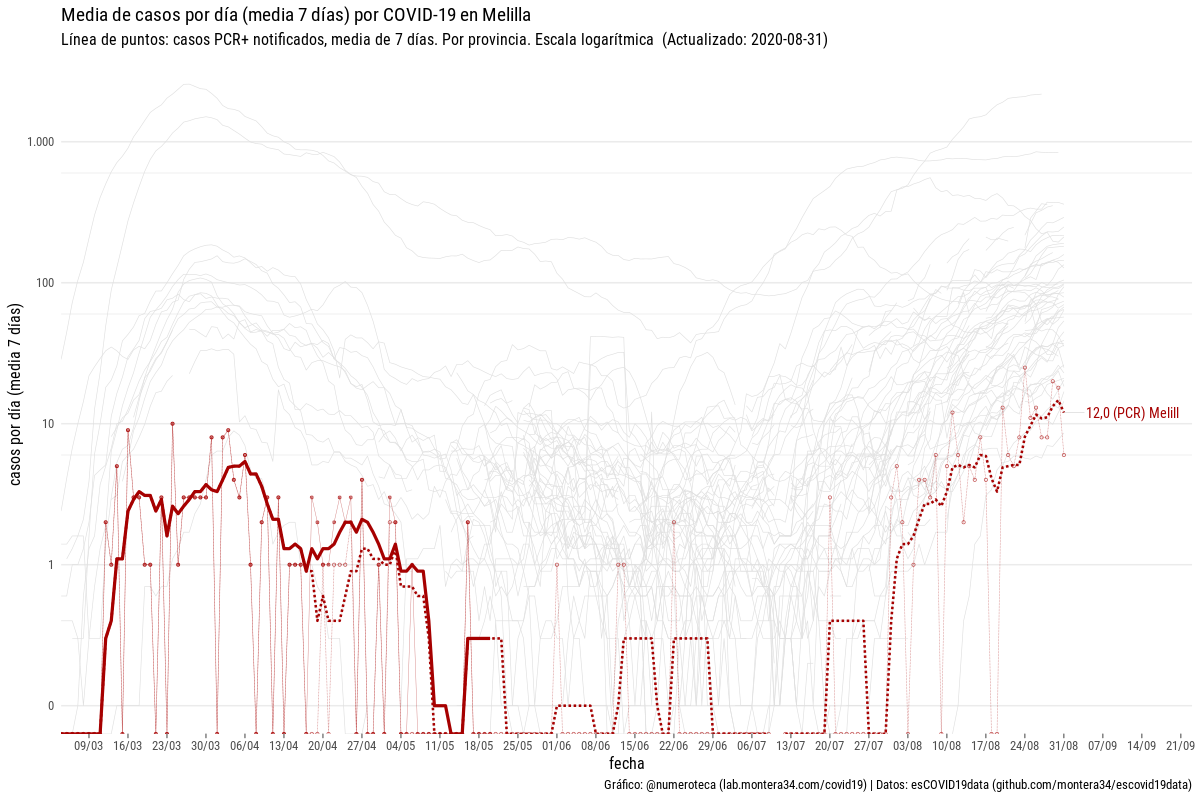 Media de casos por día (media 7 días) por COVID-19 en Melilla
Línea de puntos: casos PCR+ notificados, media de 7 días. Por provincia. Escala logarítmica (Actualizado: 2020-08-31)
casos por día (media 7 días)
1.000
100
10
1
0
12,0 (PCR) Melill
09/03 16/03 23/03 30/03 06/04 13/04 20/04 27/04 04/05 11/05 18/05 25/05 01/06 08/06 15/06 22/06 29/06 06/07 13/07 20/07 27/07 03/08 10/08 17/08 24/08 31/08 07/09 14/09 21/09
fecha
Gráfico: @numeroteca (lab.montera34.com/covid19) | Datos: esCOVID19data (github.com/montera34/escovid19data)